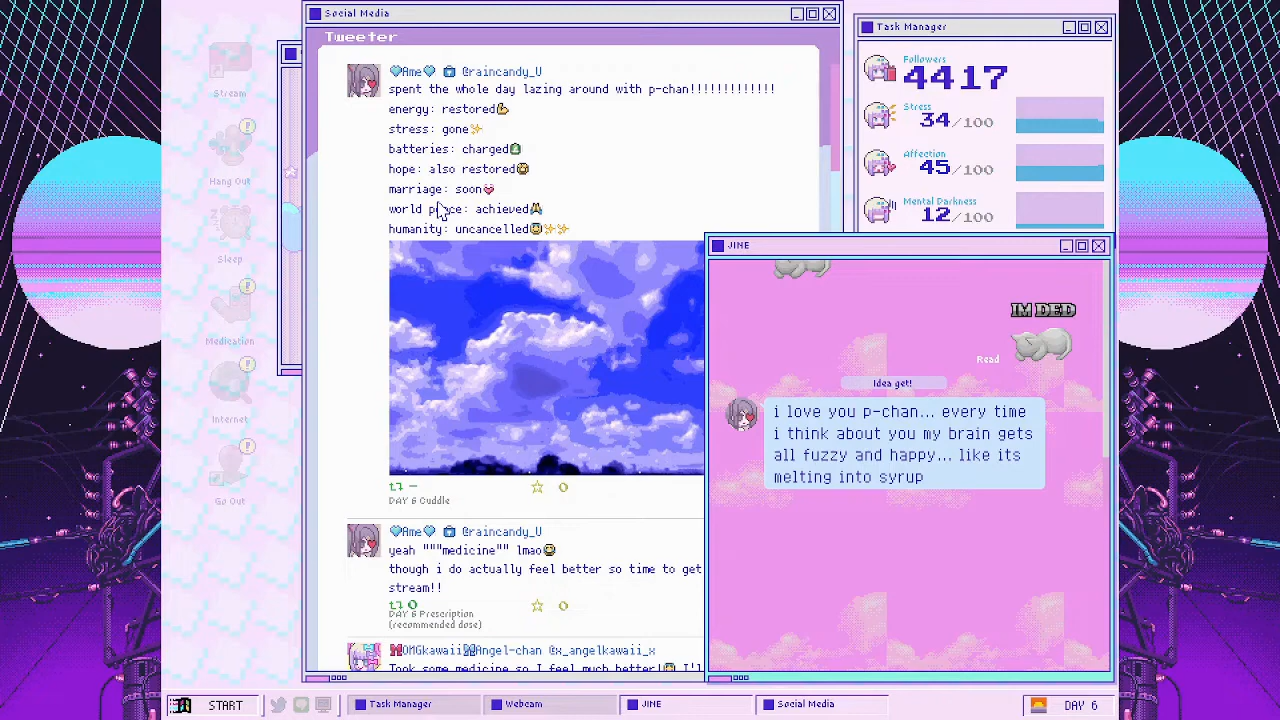 Social Media
Tweeter
Ame @raincandy_U
spent the whole day lazing around with p-chan!!!!!!!!!!!!!
energy: restored
stress: gone
batteries: charged
hope: also restored
marriage: soon
world peace: achieved
humanity: uncancelled
DAY 6 Cuddle
Ame @raincandy_U
yeah """medicine"" lmao
though i do actually feel better so time to get
stream!!
0
DAY 6 Prescription
(recommended dose)
OMGkawaiiAngel-chan @x_angelkawaii_x
Took some medicine so I feel much better! I'l
Stream
Hang Out
Sleep
Medication
Internet
Go Out
Task Manager
Followers
4417
Stress
34/100
Affection
45/100
Mental Darkness
12/100
JINE
IM DED
Read
Idea get!
i love you p-chan... every time
i think about you my brain gets
all fuzzy and happy... like its
melting into syrup
START
Task Manager
Webcam
JINE
Social Media
DAY 6